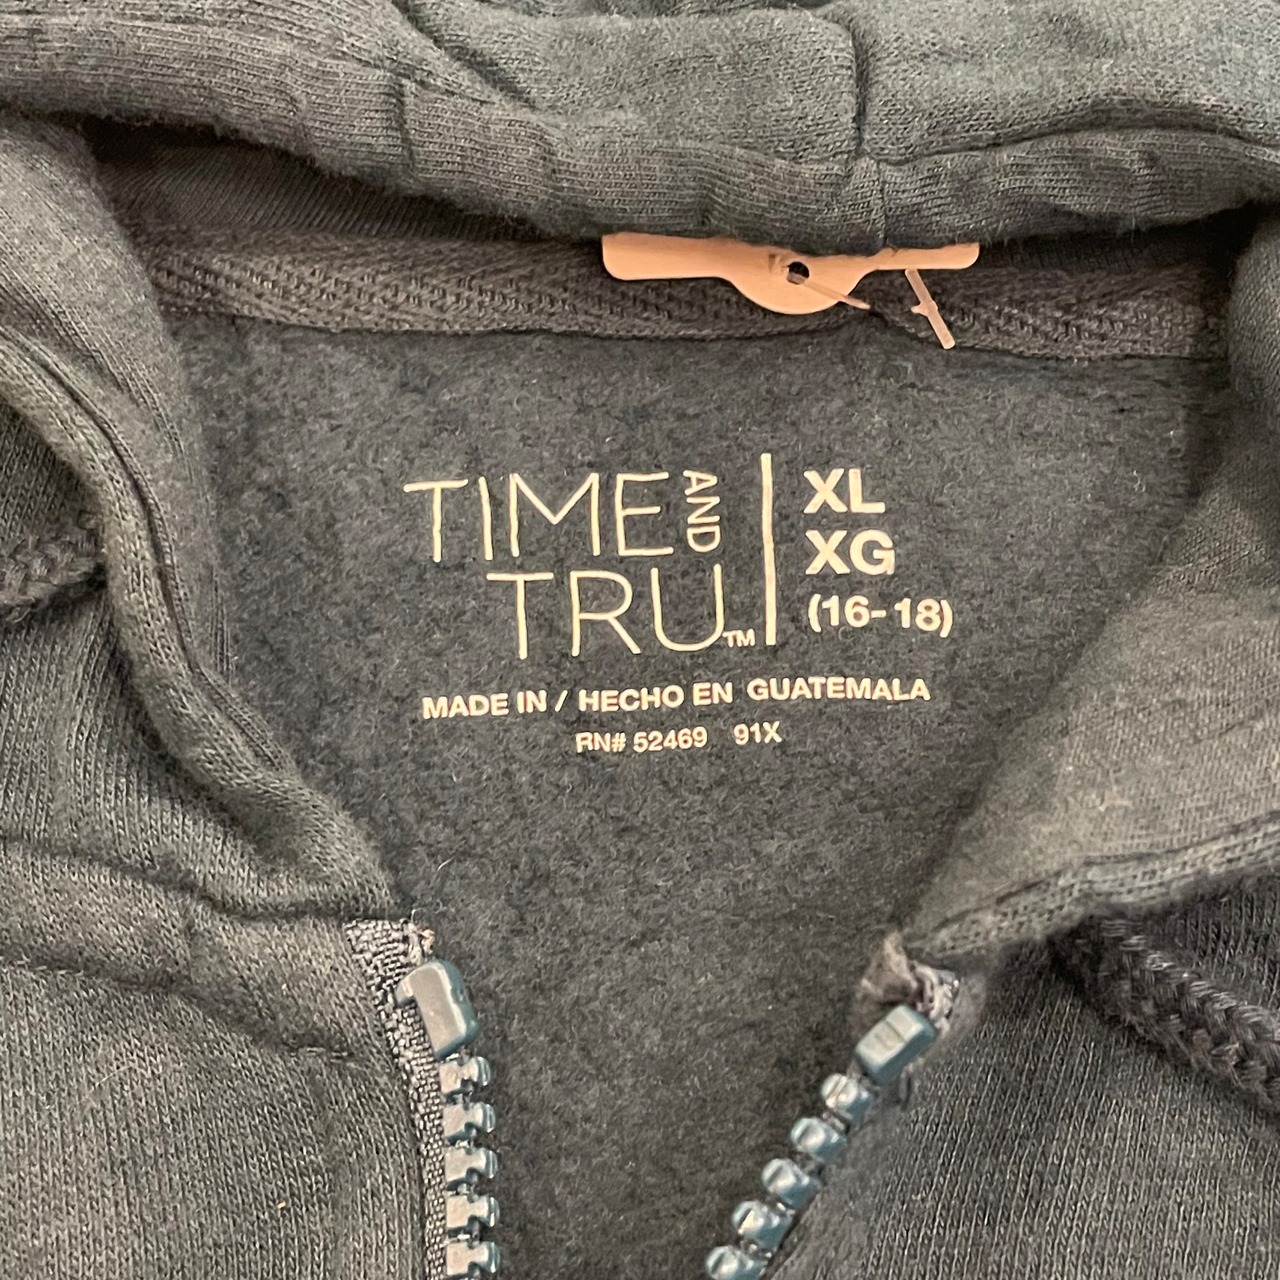 TIME AND
TRU™
XL
XG
(16-18)
MADE IN / HECHO EN GUATEMALA
RN# 52469 91X